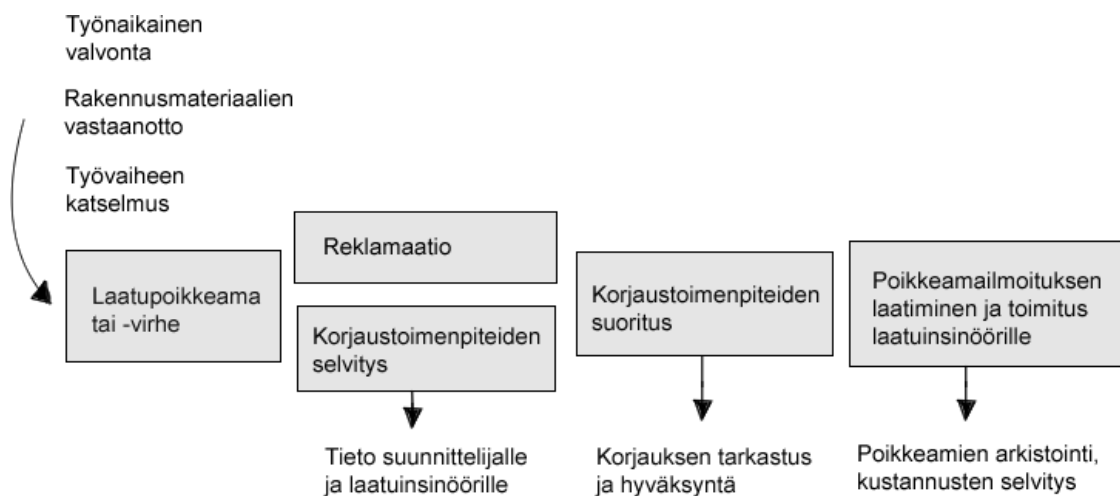 Työnaikainen
valvonta
Rakennusmateriaalien
vastaanotto
Työvaiheen
katselmus
Laatupoikkeama
tai -virhe
Reklamaatio
Korjaustoimenpiteiden
selvitys
Tieto suunnittelijalle
ja laatuinsinöörille
Korjaustoimenpiteiden
suoritus
Korjauksen tarkastus
ja hyväksyntä
Poikkeamailmoituksen
laatiminen ja toimitus
laatuinsinöörille
Poikkeamien arkistointi,
kustannusten selvitys